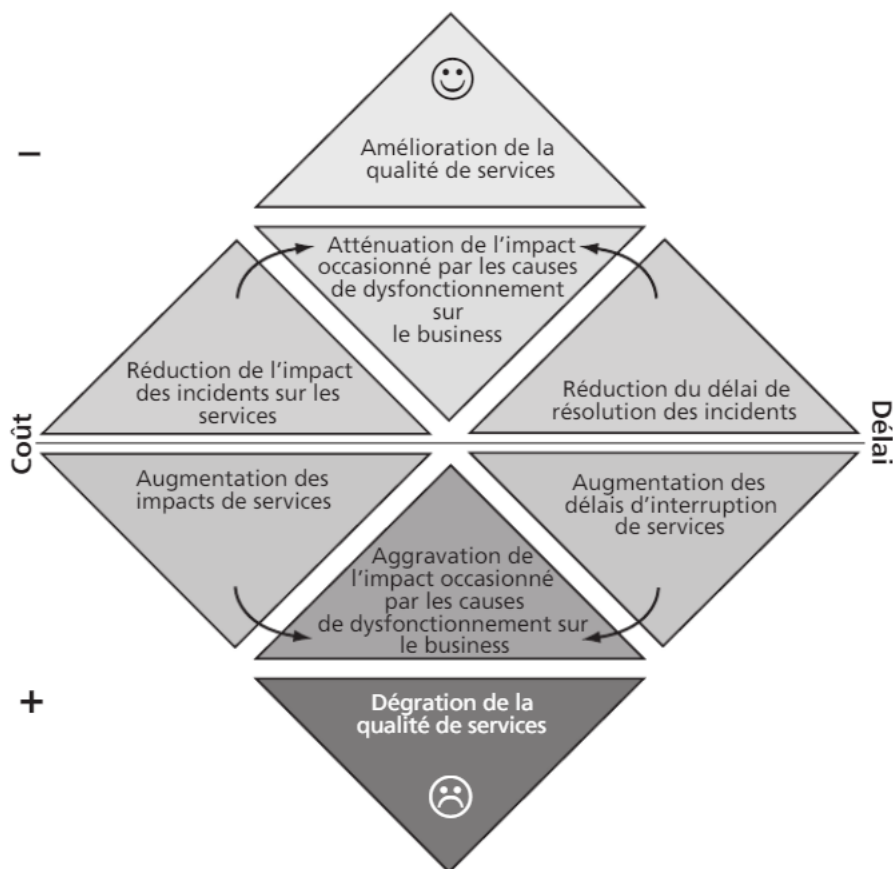 Amélioration de la
qualité de services
–
Atténuation de l'impact
occasionné par les causes
de dysfonctionnement
sur
le business
Réduction de l'impact
des incidents sur les
services
Réduction du délai de
résolution des incidents
Coût
Délai
Augmentation des
impacts de services
Augmentation des
délais d'interruption
de services
Aggravation de
l'impact occasionné
par les causes
de dysfonctionnement sur
le business
+
Dégration de la
qualité de services